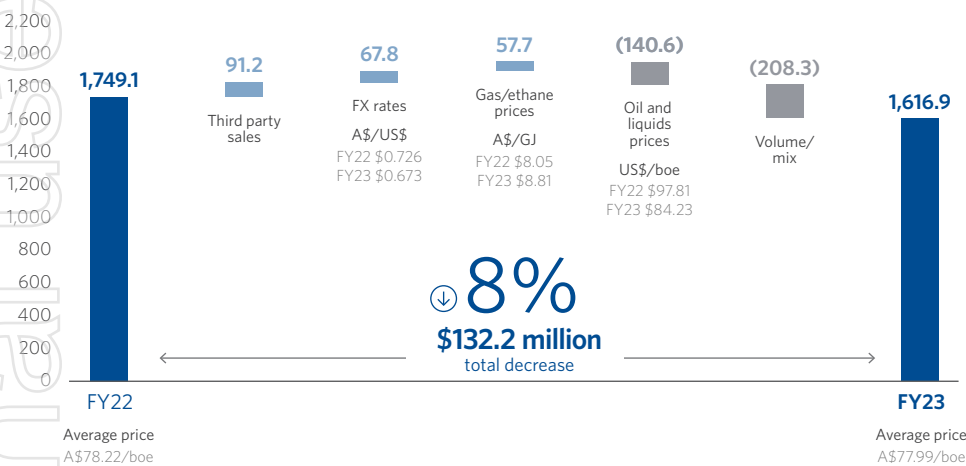 2,200
2,000
1,800
1,600
1,400
1,200
1,000
800
600
400
200
0
1,749.1
FY22
Average price
A$78.22/boe
91.2
Third party
sales
67.8
FX rates
A$/US$
FY22 $0.726
FY23 $0.673
57.7
Gas/ethane
prices
A$/GJ
FY22 $8.05
FY23 $8.81
(140.6)
Oil and
liquids
prices
US$/boe
FY22 $97.81
FY23 $84.23
(208.3)
Volume/
mix
8%
$132.2 million
total decrease
1,616.9
FY23
Average price
A$77.99/boe
nal use